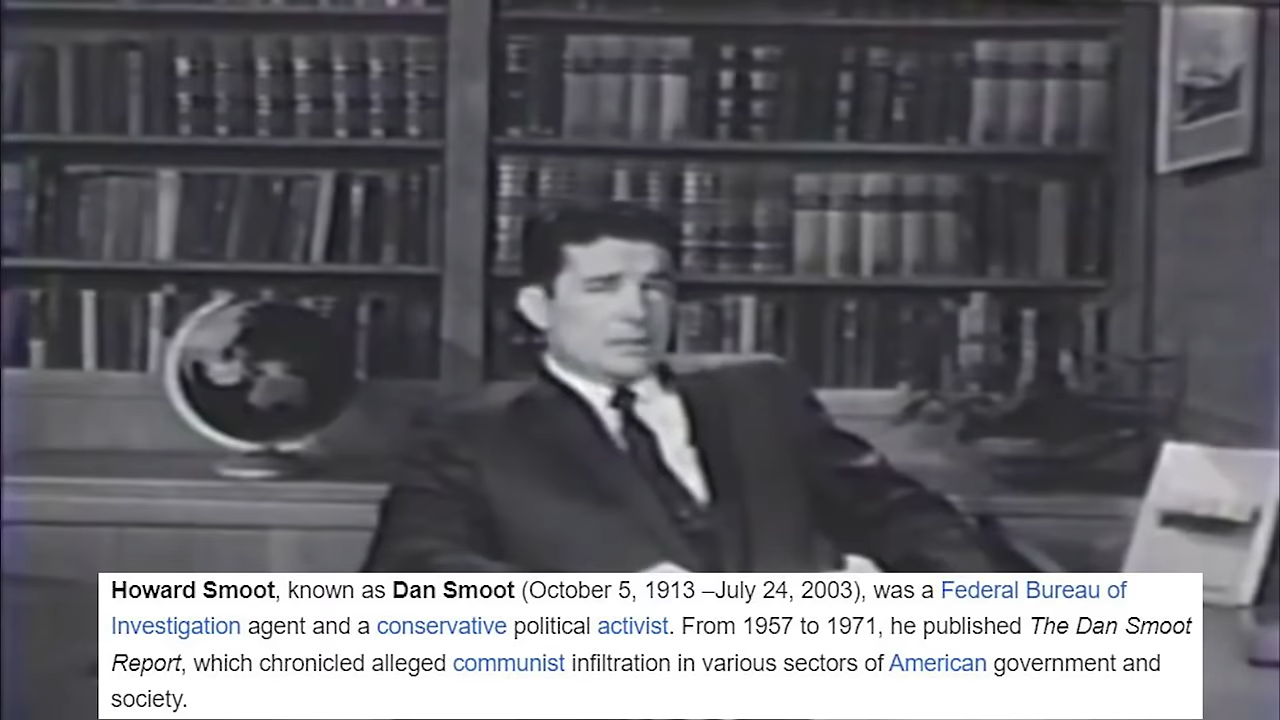 Howard Smoot, known as Dan Smoot (October 5, 1913 –July 24, 2003), was a Federal Bureau of
Investigation agent and a conservative political activist. From 1957 to 1971, he published The Dan Smoot
Report, which chronicled alleged communist infiltration in various sectors of American government and
society.